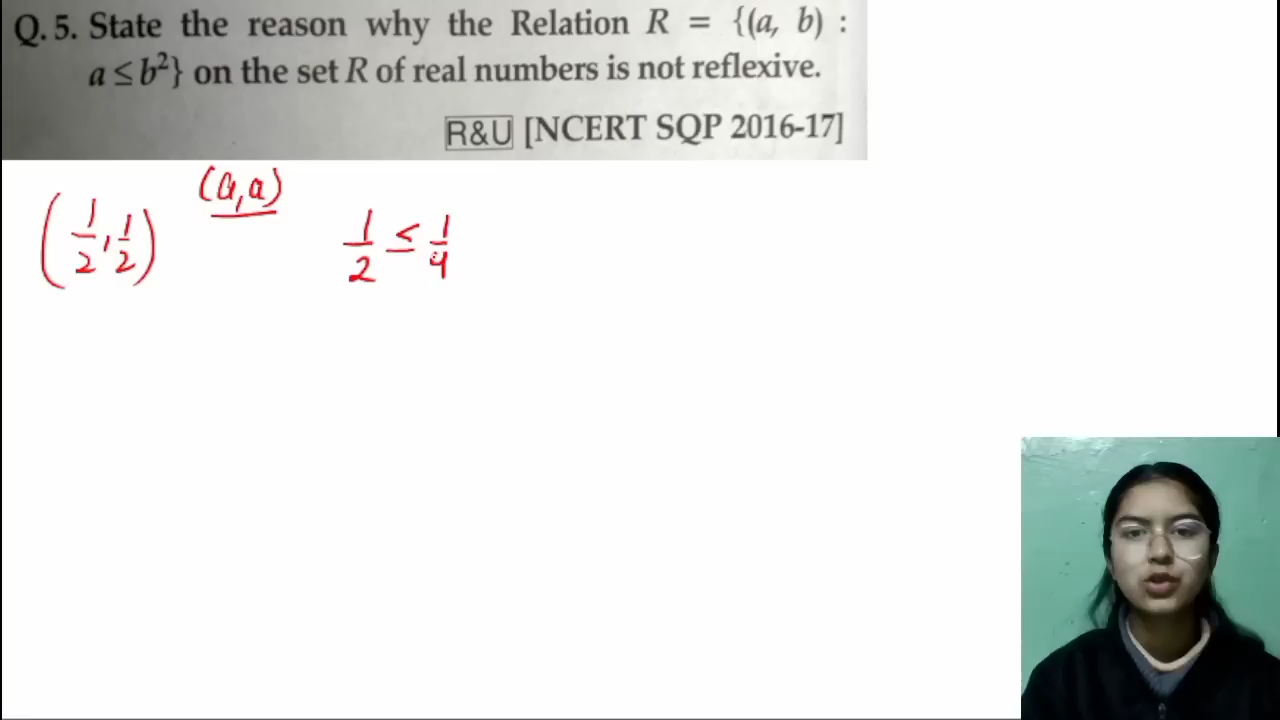 Q. 5. State the reason why the Relation R = {(a, b) :
a ≤ b²} on the set R of real numbers is not reflexive.
R&U [NCERT SQP 2016-17]
(a,a)
(1/2, 1/2) 1/2 ≤ 1/4